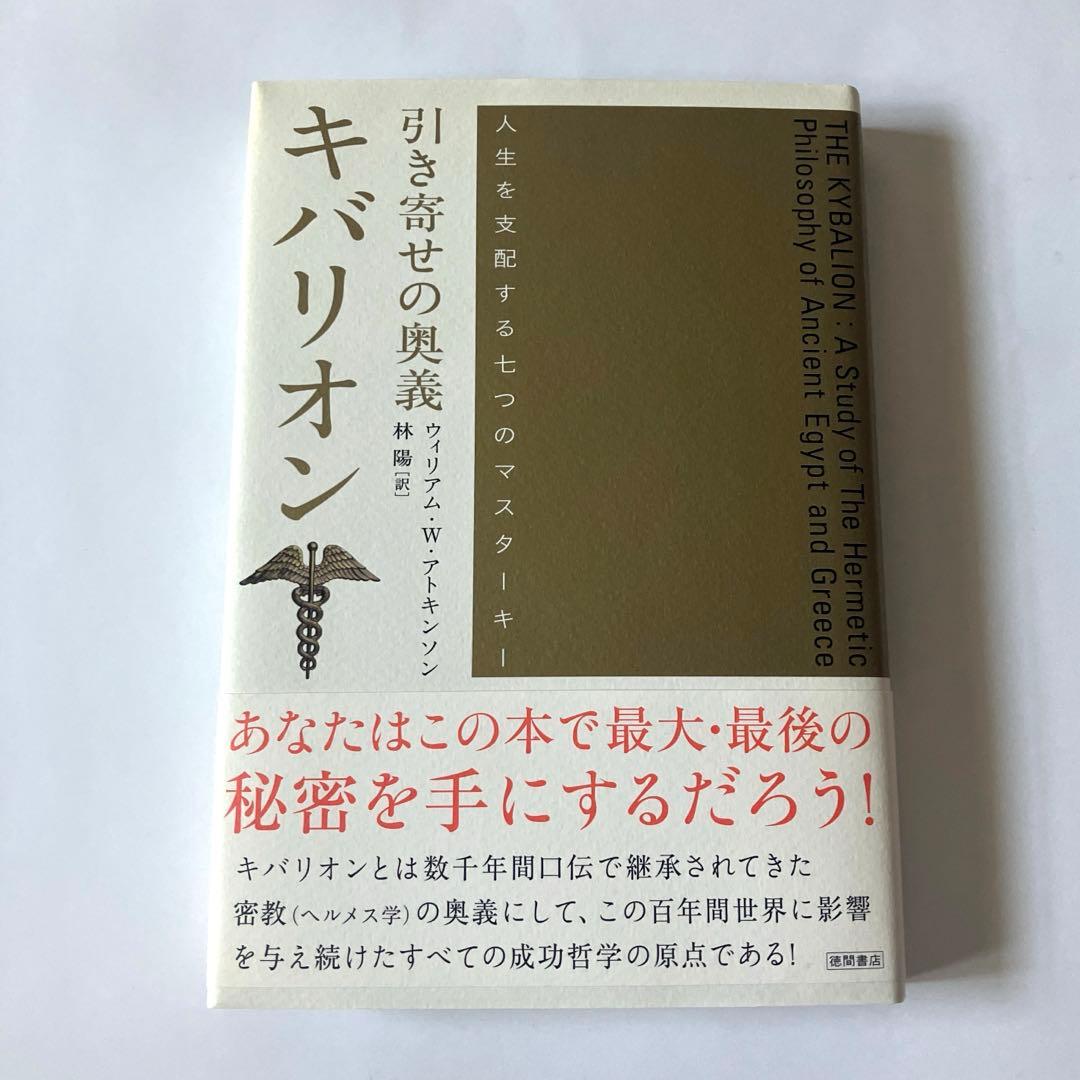 THE KYBALION : A Study of The Hermetic
Philosophy of Ancient Egypt and Greece
人生を支配する七つのマスターキー
引き寄せの奥義
キバリオン
ウィリアム・W・アトキンソン
林 陽[訳]
あなたはこの本で最大・最後の
秘密を手にするだろう!
キバリオンとは数千年間口伝で継承されてきた
密教(ヘルメス学)の奥義にして、この百年間世界に影響
を与え続けたすべての成功哲学の原点である!
徳間書店